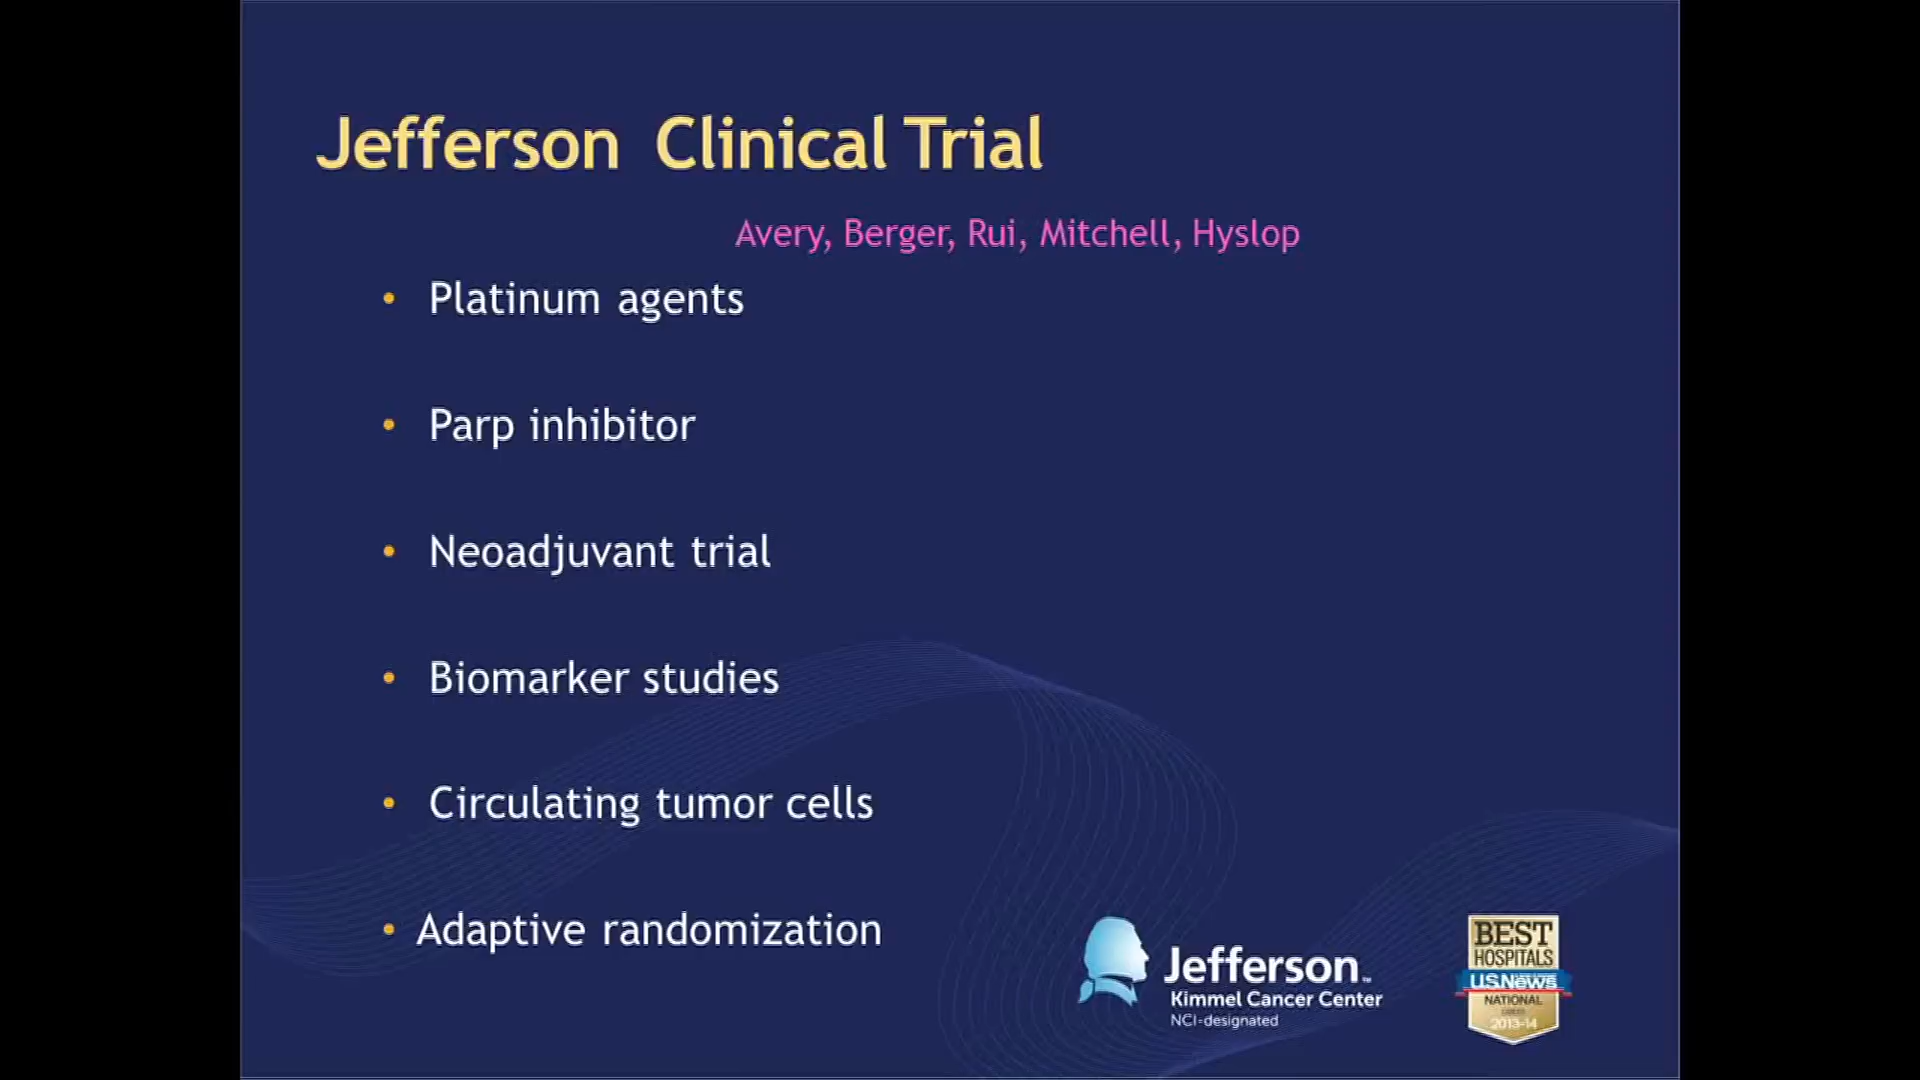 Jefferson Clinical Trial
Avery, Berger, Rui, Mitchell, Hyslop
• Platinum agents
• Parp inhibitor
• Neoadjuvant trial
• Biomarker studies
• Circulating tumor cells
• Adaptive randomization
Jefferson™
Kimmel Cancer Center
NCI-designated
BEST
HOSPITALS
U.S.News
NATIONAL
2013-14